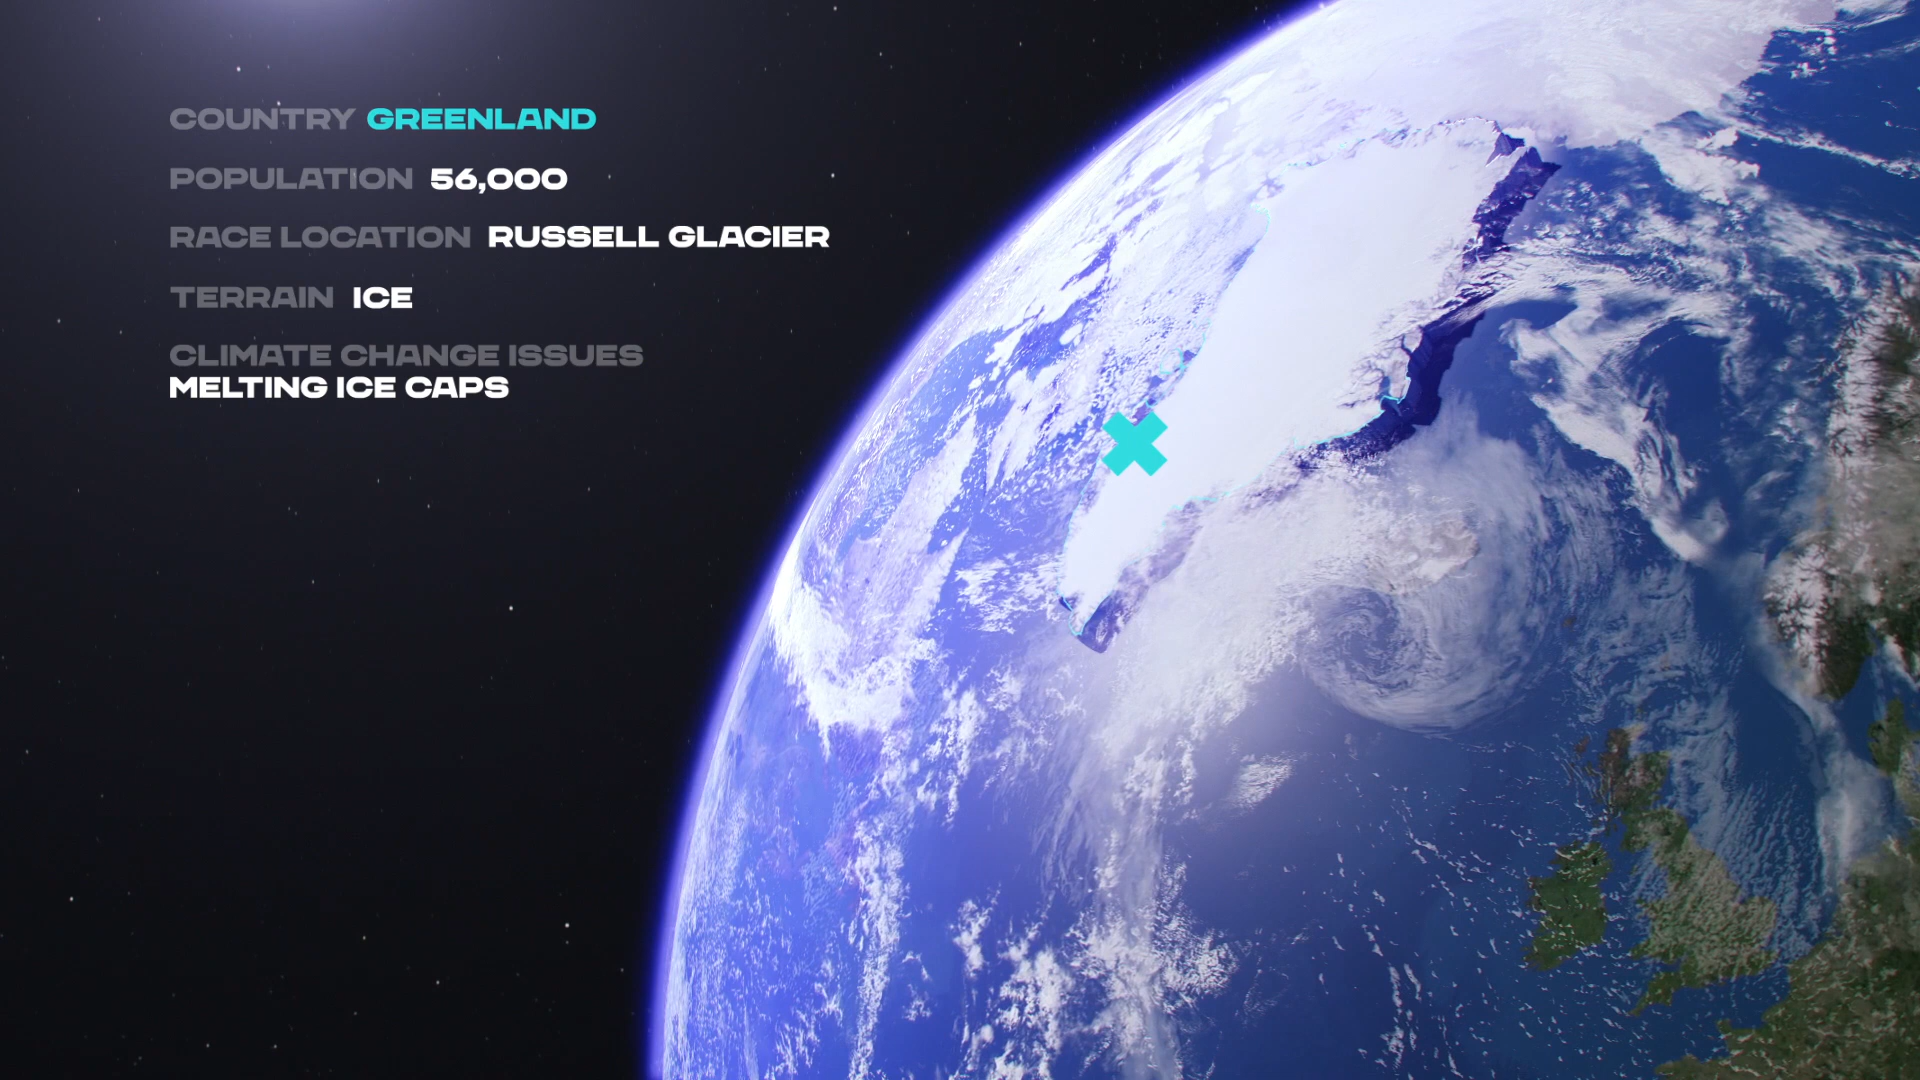 COUNTRY GREENLAND
POPULATION 56,000
RACE LOCATION RUSSELL GLACIER
TERRAIN ICE
CLIMATE CHANGE ISSUES
MELTING ICE CAPS